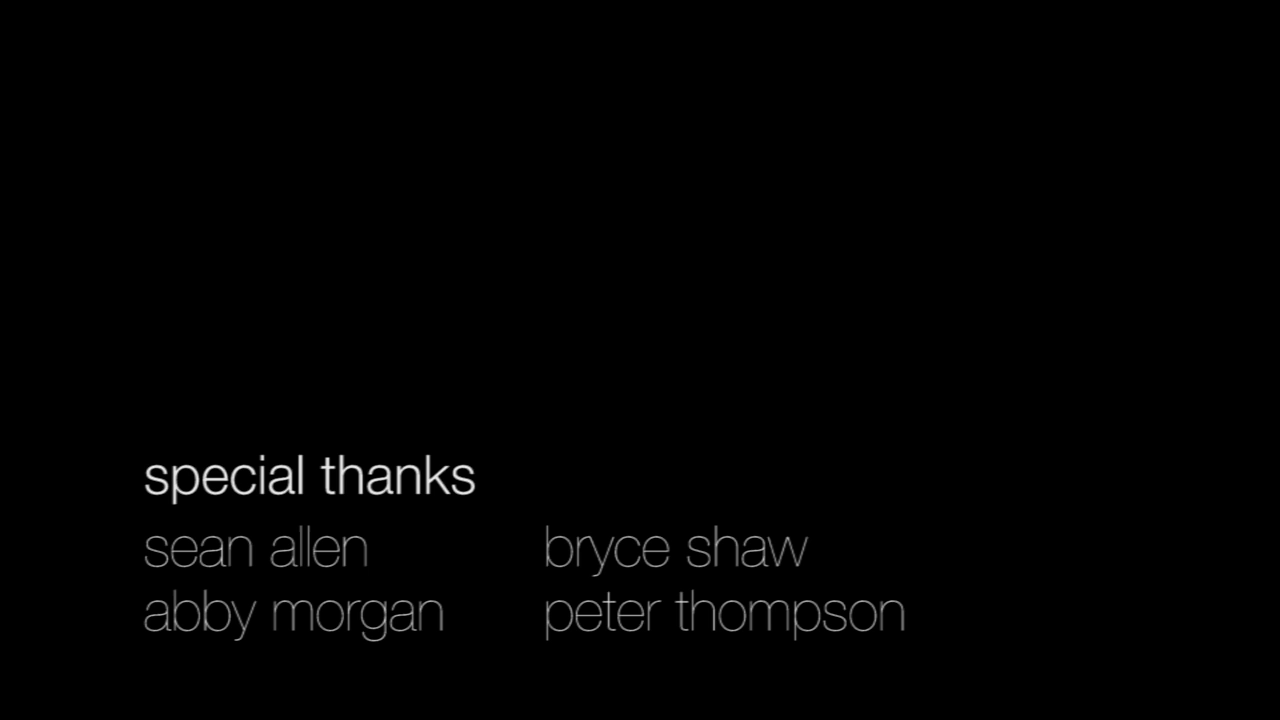 special thanks
sean allen bryce shaw
abby morgan peter thompson